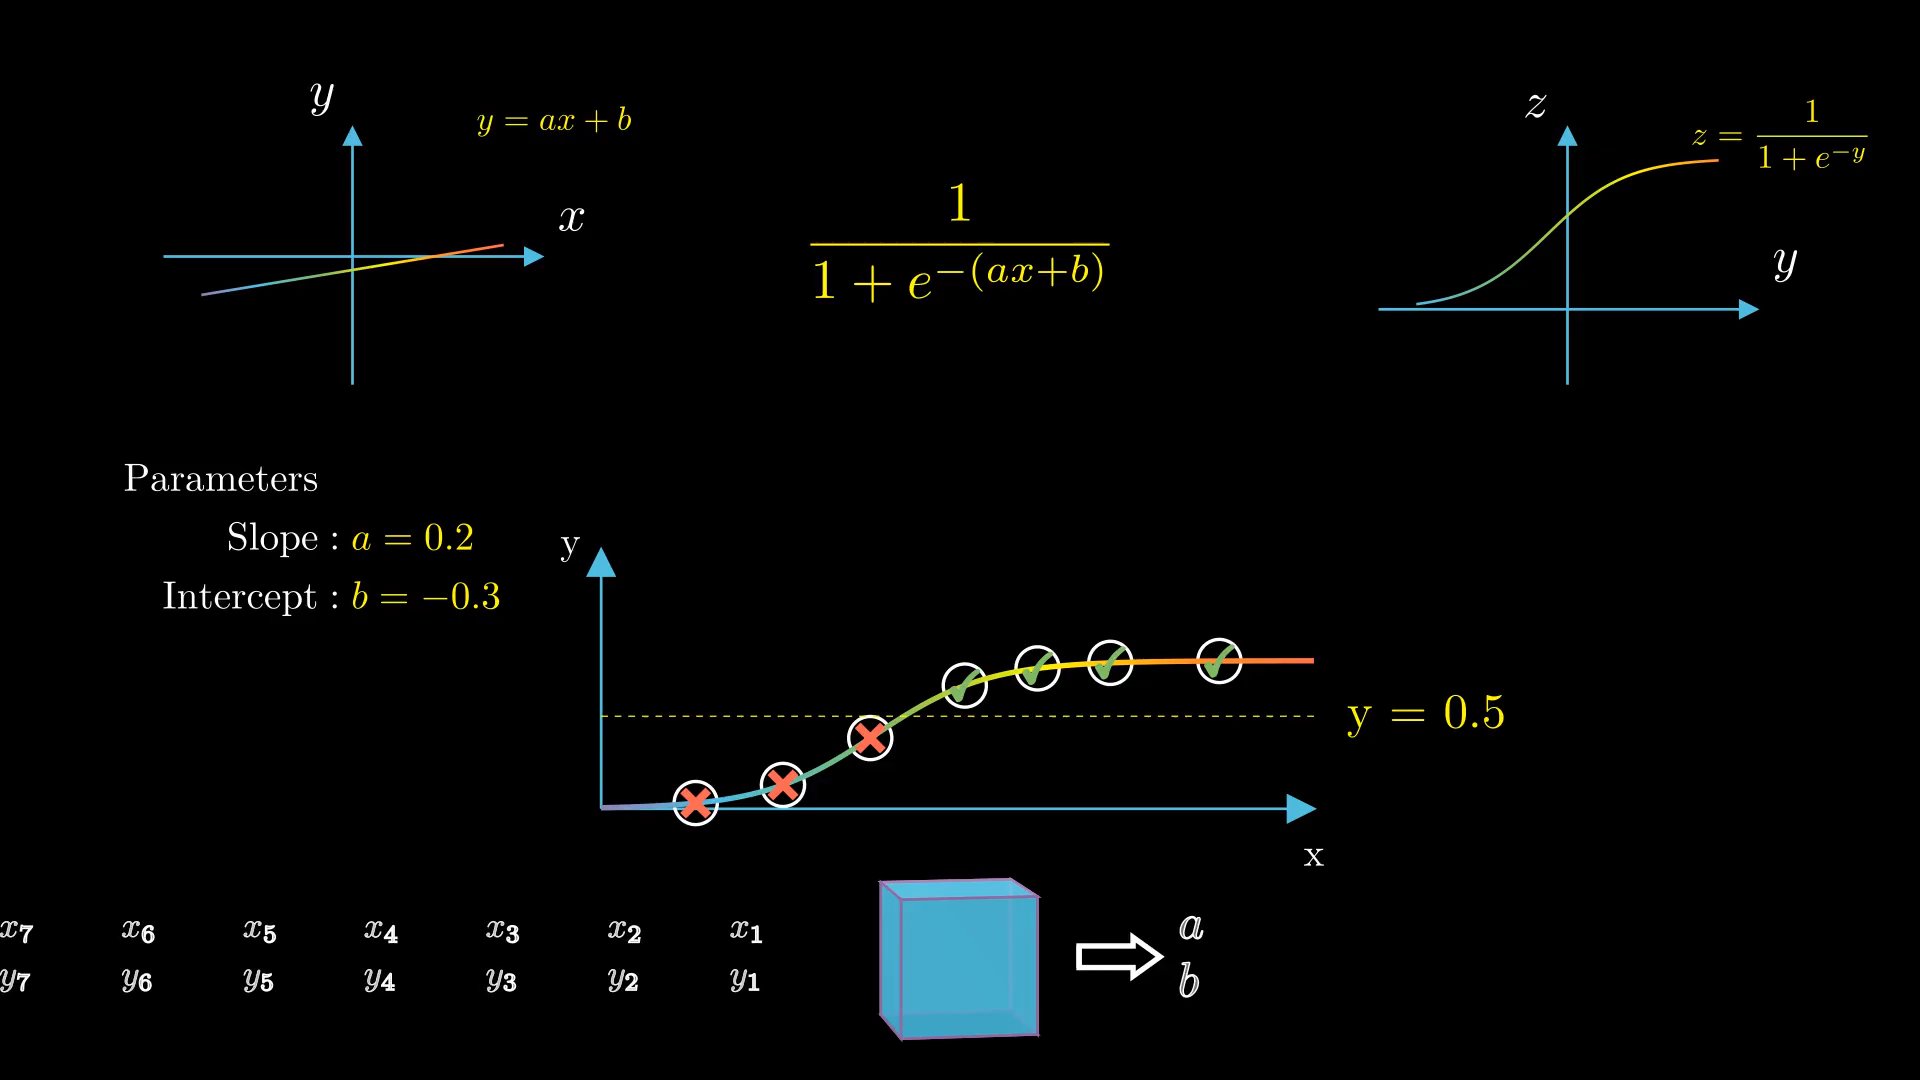 y
y = ax + b
x
1
1 + e^{-(ax+b)}
z
z = 1
1 + e^{-y}
y
Parameters
Slope : a = 0.2
Intercept : b = −0.3
y
y = 0.5
x
x₇ x₆ x₅ x₄ x₃ x₂ x₁
y₇ y₆ y₅ y₄ y₃ y₂ y₁
a
b